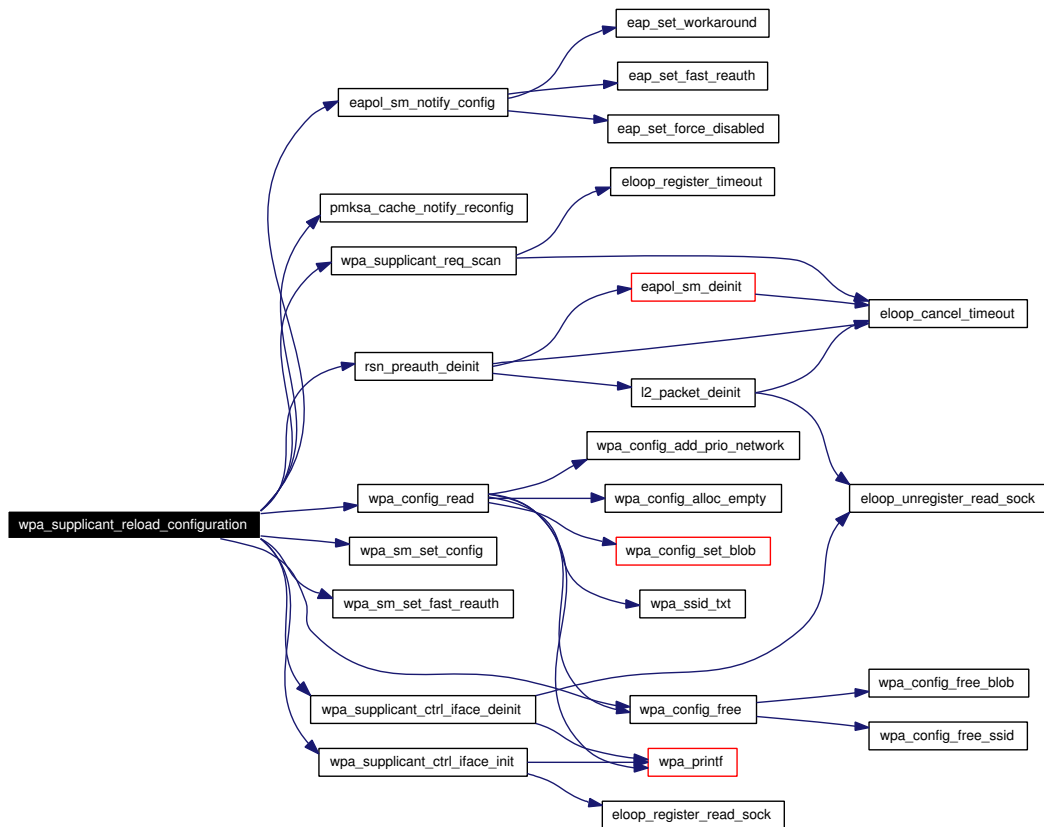 eap_set_workaround
eap_set_fast_reauth
eapol_sm_notify_config
eap_set_force_disabled
eloop_register_timeout
pmksa_cache_notify_reconfig
wpa_supplicant_req_scan
eapol_sm_deinit
eloop_cancel_timeout
rsn_preauth_deinit
l2_packet_deinit
wpa_config_add_prio_network
wpa_config_read
wpa_config_alloc_empty
eloop_unregister_read_sock
wpa_supplicant_reload_configuration
wpa_sm_set_config
wpa_config_set_blob
wpa_sm_set_fast_reauth
wpa_ssid_txt
wpa_config_free_blob
wpa_supplicant_ctrl_iface_deinit
wpa_config_free
wpa_config_free_ssid
wpa_supplicant_ctrl_iface_init
wpa_printf
eloop_register_read_sock